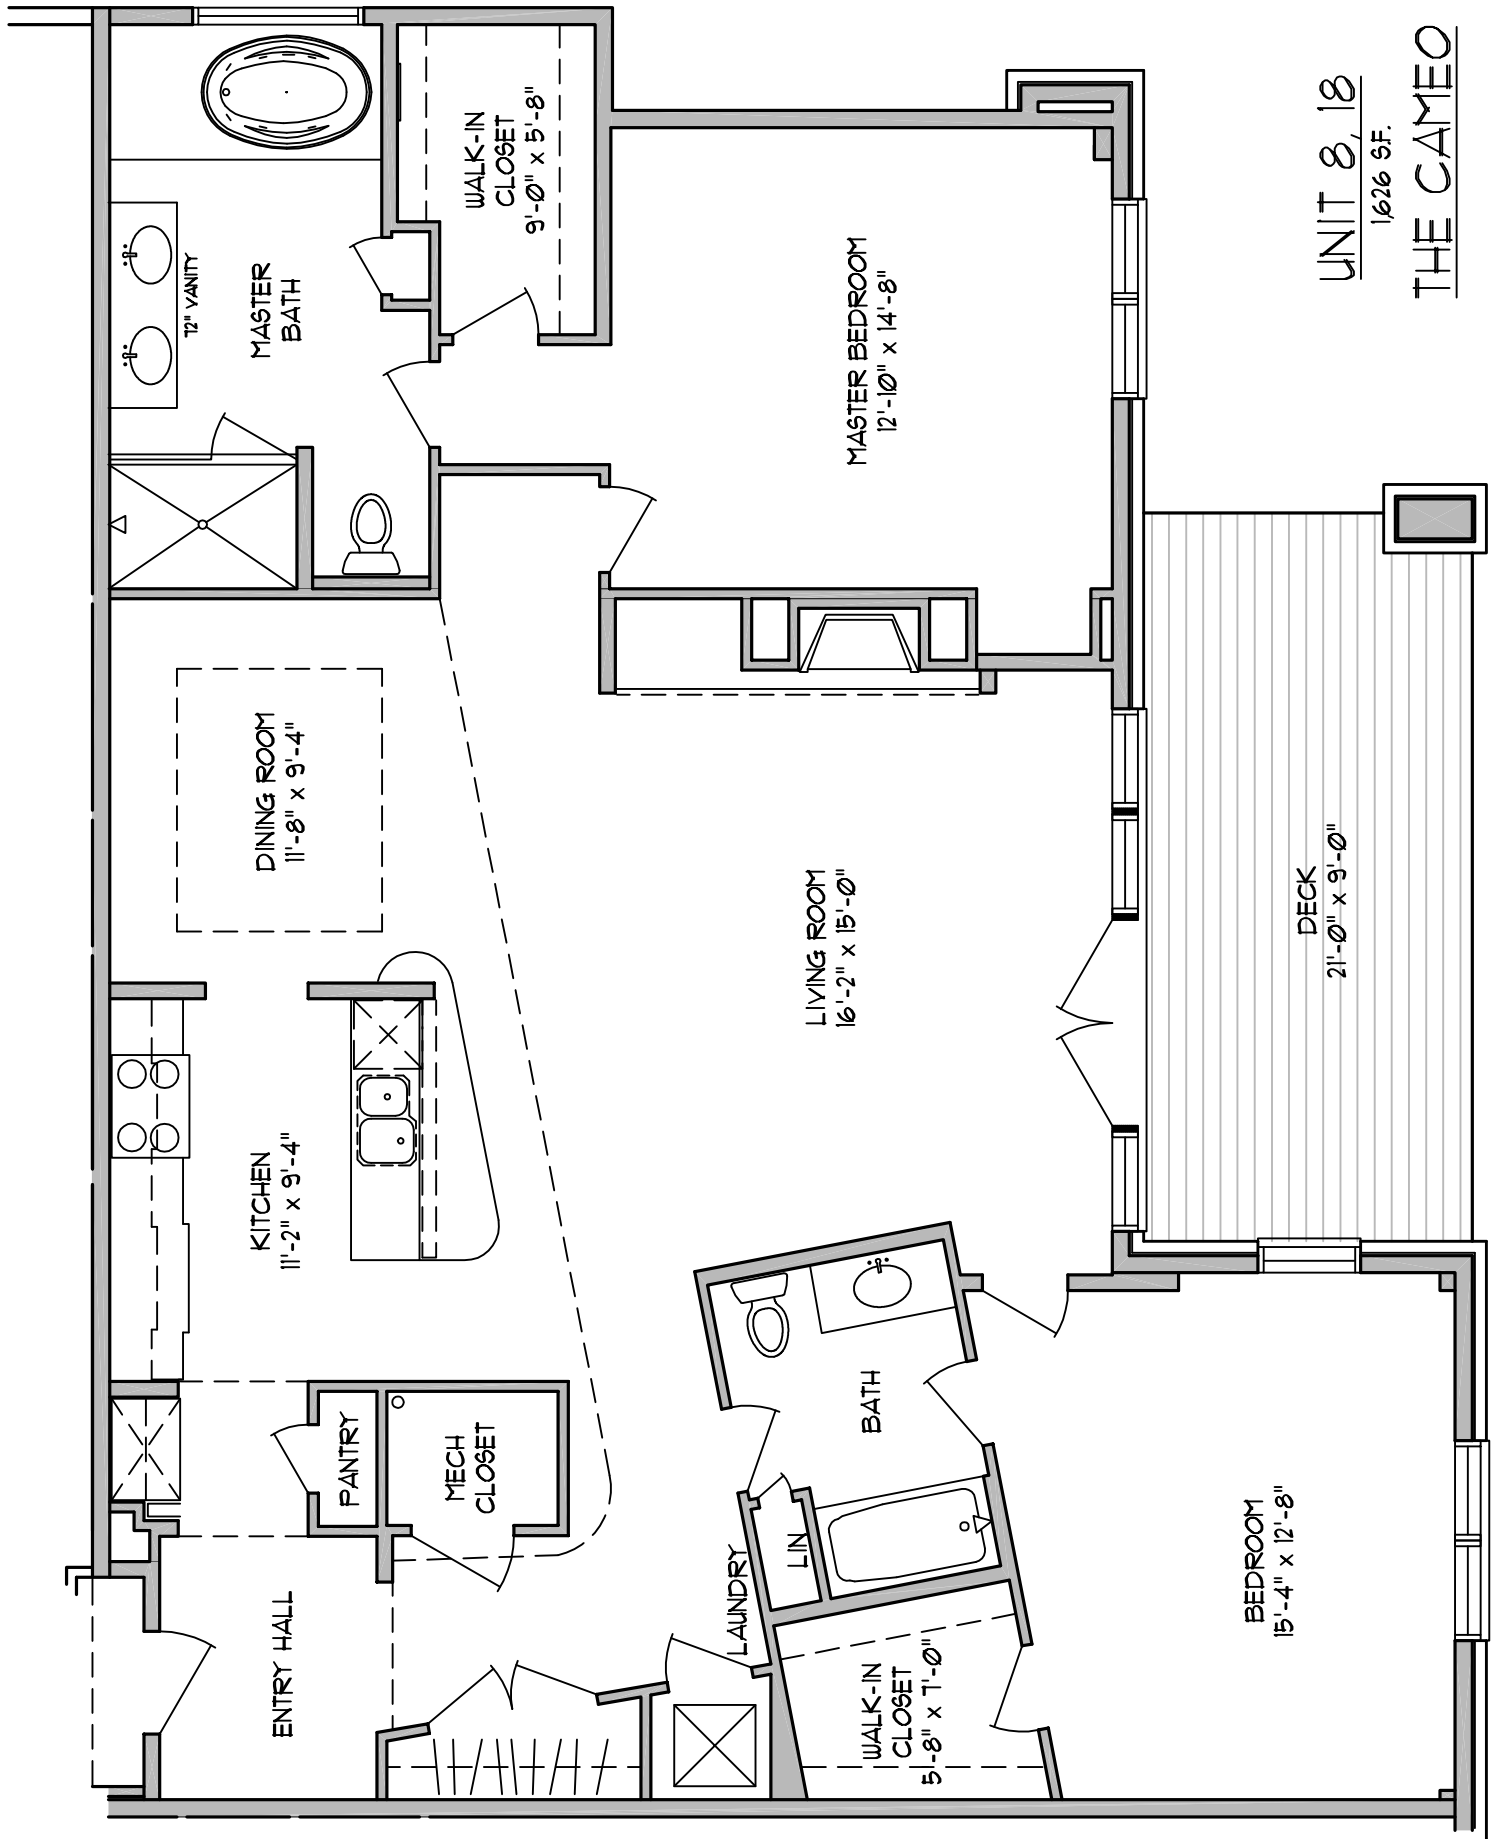 72" VANITY
ENTRY HALL
KITCHEN
11'-2" x 9'-4"
DINING ROOM
11'-8" x 9'-4"
MASTER
BATH
PANTRY
MECH
CLOSET
WALK-IN
CLOSET
9'-0" x 5'-8"
LAUNDRY
LIN
WALK-IN
CLOSET
5'-8" x 7'-0"
BATH
LIVING ROOM
16'-2" x 15'-0"
MASTER BEDROOM
12'-10" x 14'-8"
BEDROOM
15'-4" x 12'-8"
DECK
21'-0" x 9'-0"
UNIT 8, 18
1,626 S.F.
THE CAMEO